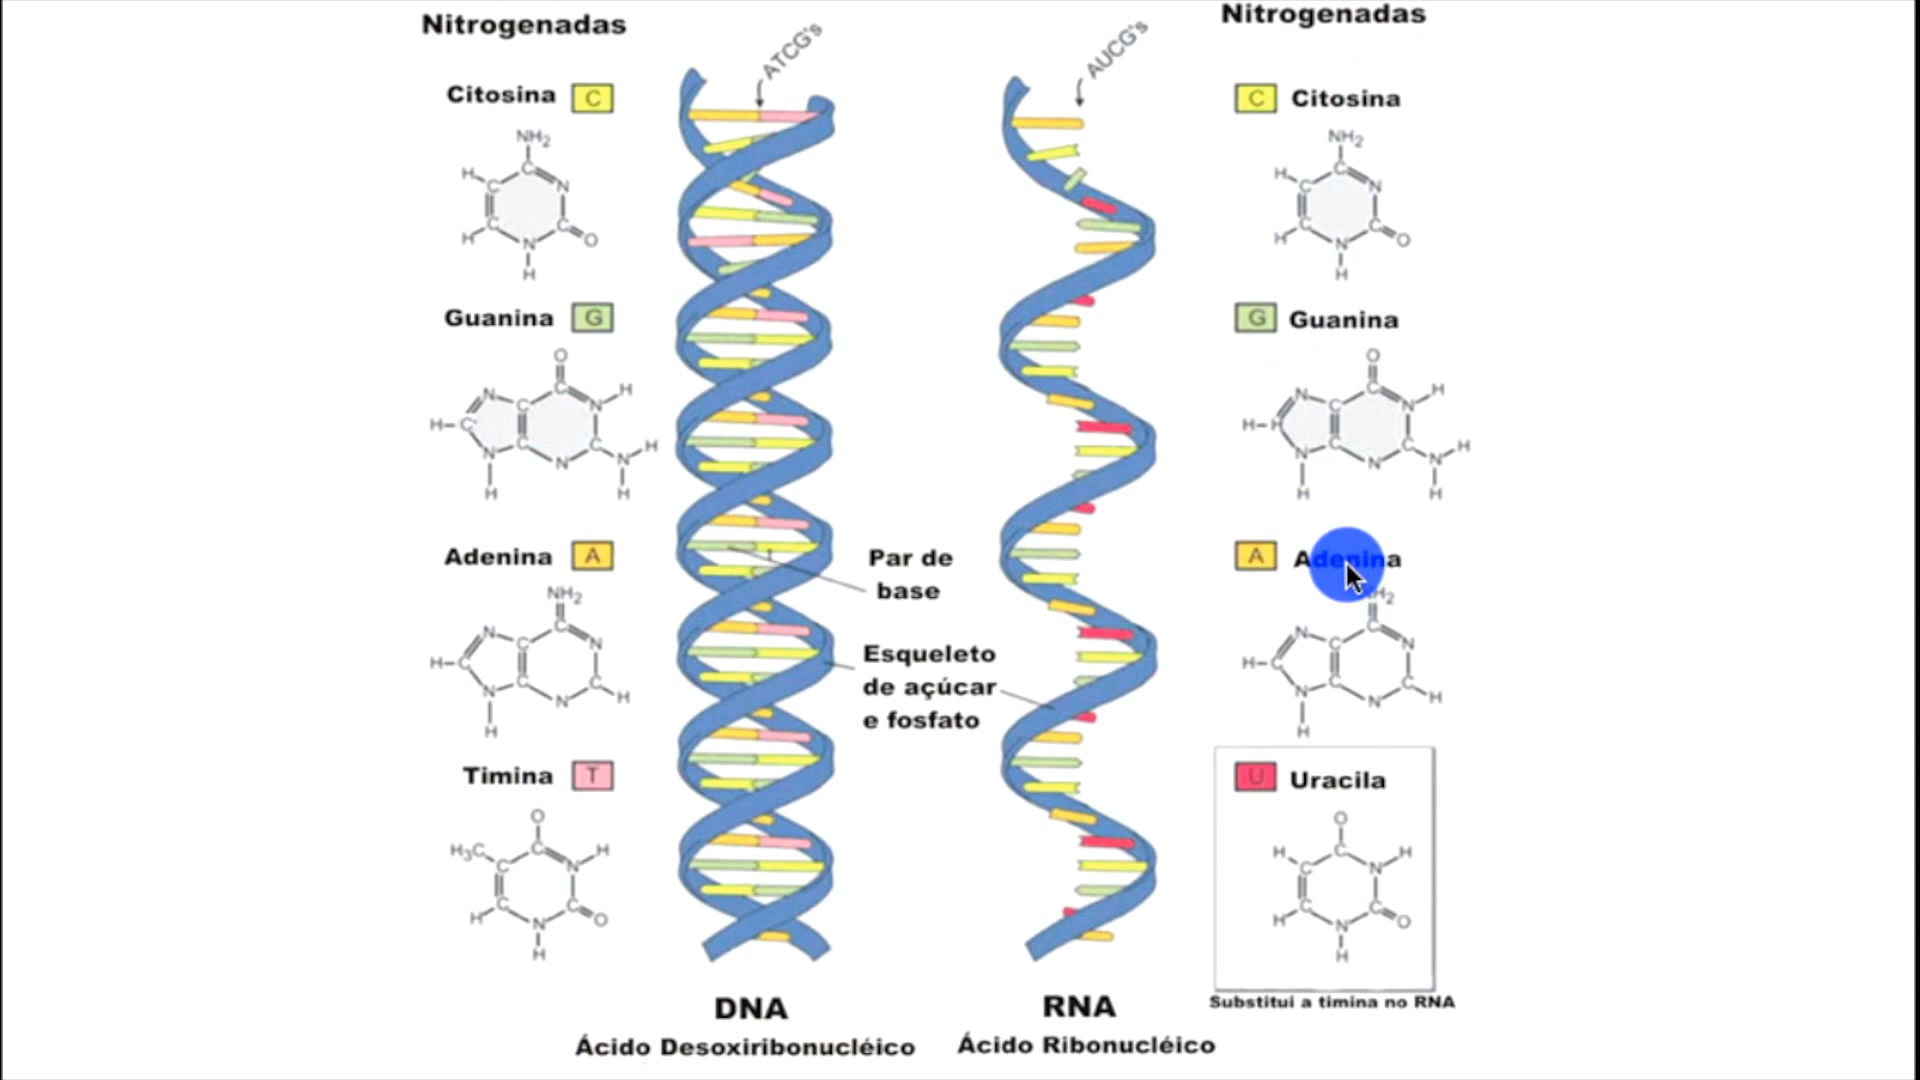 Nitrogenadas
Citosina C
NH2
H C N
H C C O
N
H
Guanina G
O
N C N H
H C C
N C N C N H
H H
Adenina A
NH2
N C C N
H C
N C N C H
H
Timina T
O
H3C C N H
C
H C N C O
H
ATCG's
AUCG's
Par de
base
Esqueleto
de açúcar
e fosfato
DNA
Ácido Desoxiribonucléico
RNA
Ácido Ribonucléico
Nitrogenadas
C Citosina
NH2
H C N
H C C O
N
H
G Guanina
O
N C N H
H H C
N C N C N H
H H
A Adenina
H2
N C C N
H C
N C N C H
H
U Uracila
O
H C C N H
H C N C O
H
Substitui a timina no RNA